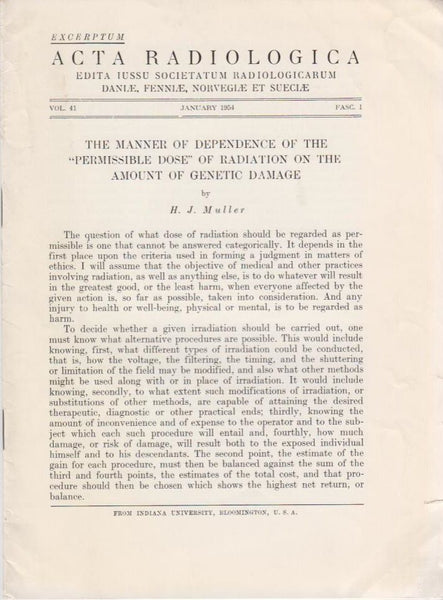 EXCERPTUM
ACTA RADIOLOGICA
EDITA IUSSU SOCIETATUM RADIOLOGICARUM
DANIÆ, FENNIÆ, NORVEGIÆ ET SUECIÆ
VOL. 41 JANUARY 1954 FASC. 1
THE MANNER OF DEPENDENCE OF THE
"PERMISSIBLE DOSE" OF RADIATION ON THE
AMOUNT OF GENETIC DAMAGE
by
H. J. Muller
The question of what dose of radiation should be regarded as per-
missible is one that cannot be answered categorically. It depends in the
first place upon the criteria used in forming a judgment in matters of
ethics. I will assume that the objective of medical and other practices
involving radiation, as well as anything else, is to do whatever will result
in the greatest good, or the least harm, when everyone affected by the
given action is, so far as possible, taken into consideration. And any
injury to health or well-being, physical or mental, is to be regarded as
harm.
To decide whether a given irradiation should be carried out, one
must know what alternative procedures are possible. This would include
knowing, first, what different types of irradiation could be conducted,
that is, how the voltage, the filtering, the timing, and the shuttering
or limitation of the field may be modified, and also what other methods
might be used along with or in place of irradiation. It would include
knowing, secondly, to what extent such modifications of irradiation, or
substitutions of other methods, are capable of attaining the desired
therapeutic, diagnostic or other practical ends; thirdly, knowing the
amount of inconvenience and of expense to the operator and to the sub-
ject which each such procedure will entail and, fourthly, how much
damage, or risk of damage, will result both to the exposed individual
himself and to his descendants. The second point, the estimate of the
gain for each procedure, must then be balanced against the sum of the
third and fourth points, the estimates of the total cost, and that pro-
cedure should then be chosen which shows the highest net return, or
balance.
FROM INDIANA UNIVERSITY, BLOOMINGTON, U. S. A.